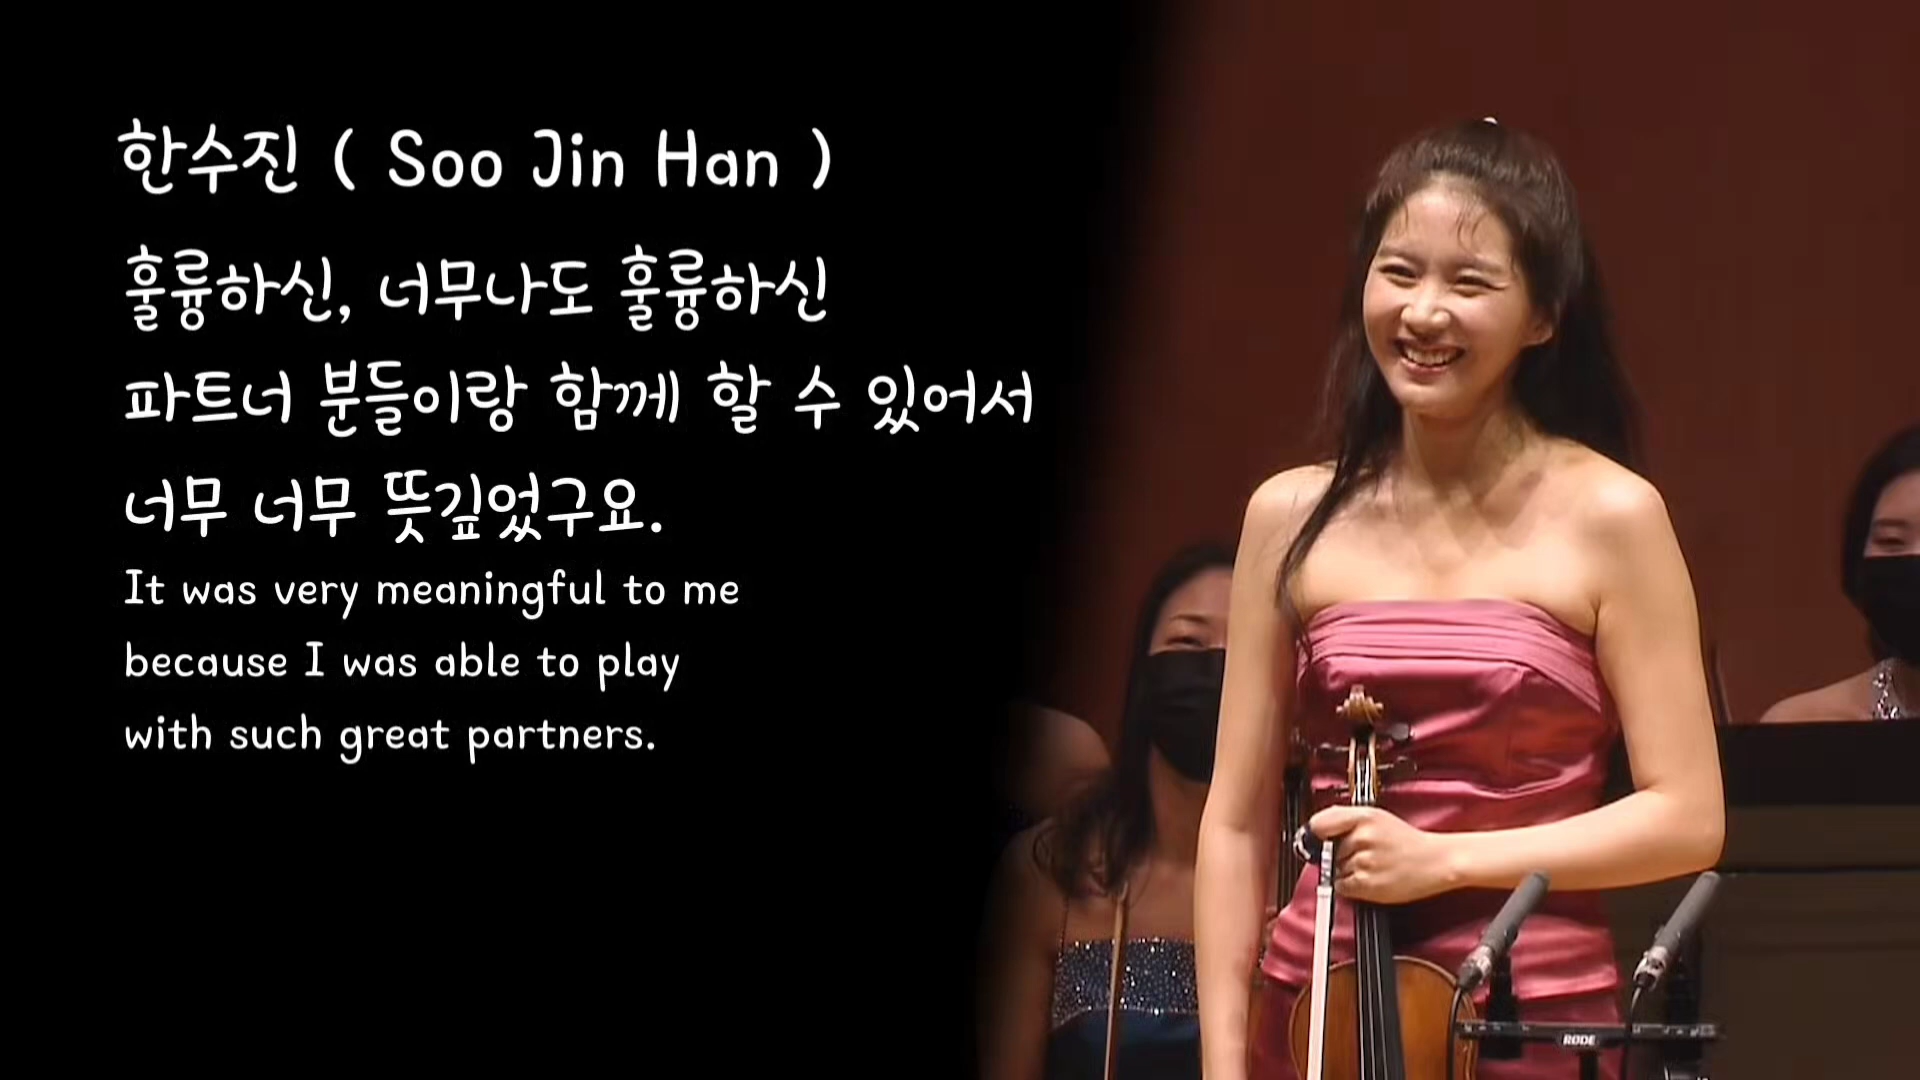 한수진 ( Soo Jin Han )
훌륭하신, 너무나도 훌륭하신
파트너 분들이랑 함께 할 수 있어서
너무 너무 뜻깊었구요.
It was very meaningful to me
because I was able to play
with such great partners.
RODE